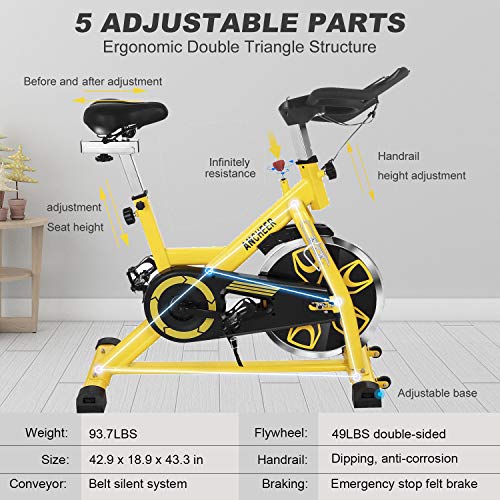 5 ADJUSTABLE PARTS
Ergonomic Double Triangle Structure
Before and after adjustment
Infinitely
resistance
Handrail
height adjustment
adjustment
Seat height
ANCHEER
Adjustable base
Weight: 93.7LBS Flywheel: 49LBS double-sided
Size: 42.9 x 18.9 x 43.3 in Handrail: Dipping, anti-corrosion
Conveyor: Belt silent system Braking: Emergency stop felt brake